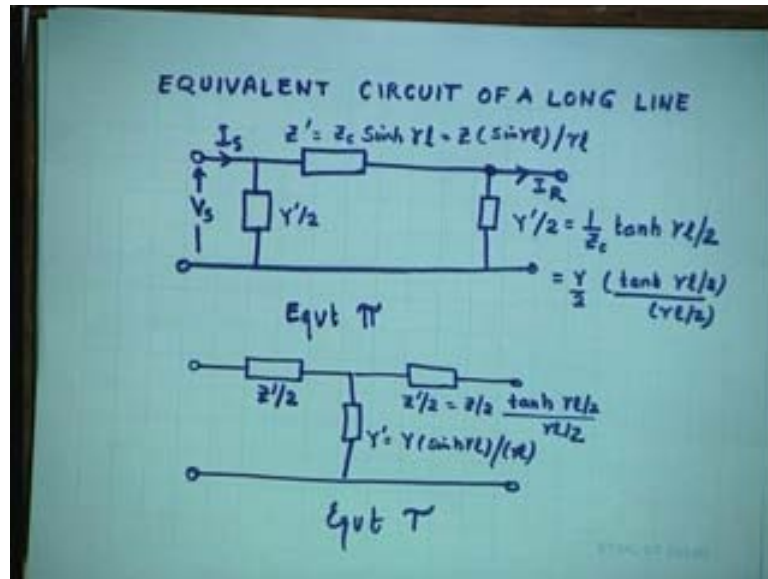 EQUIVALENT CIRCUIT OF A LONG LINE
Z' = Zc Sinh γl = Z (sin γl)/γl
Is
IR
Vs
Y'/2
Y'/2 = 1/Zc tanh γl/2
= Y/2 (tanh γl/2)/(γl/2)
Eqvt π
Z'/2
Z'/2 = Z/2 tanh γl/2 / γl/2
Y' = Y (sinh γl)/(γl)
Eqvt T